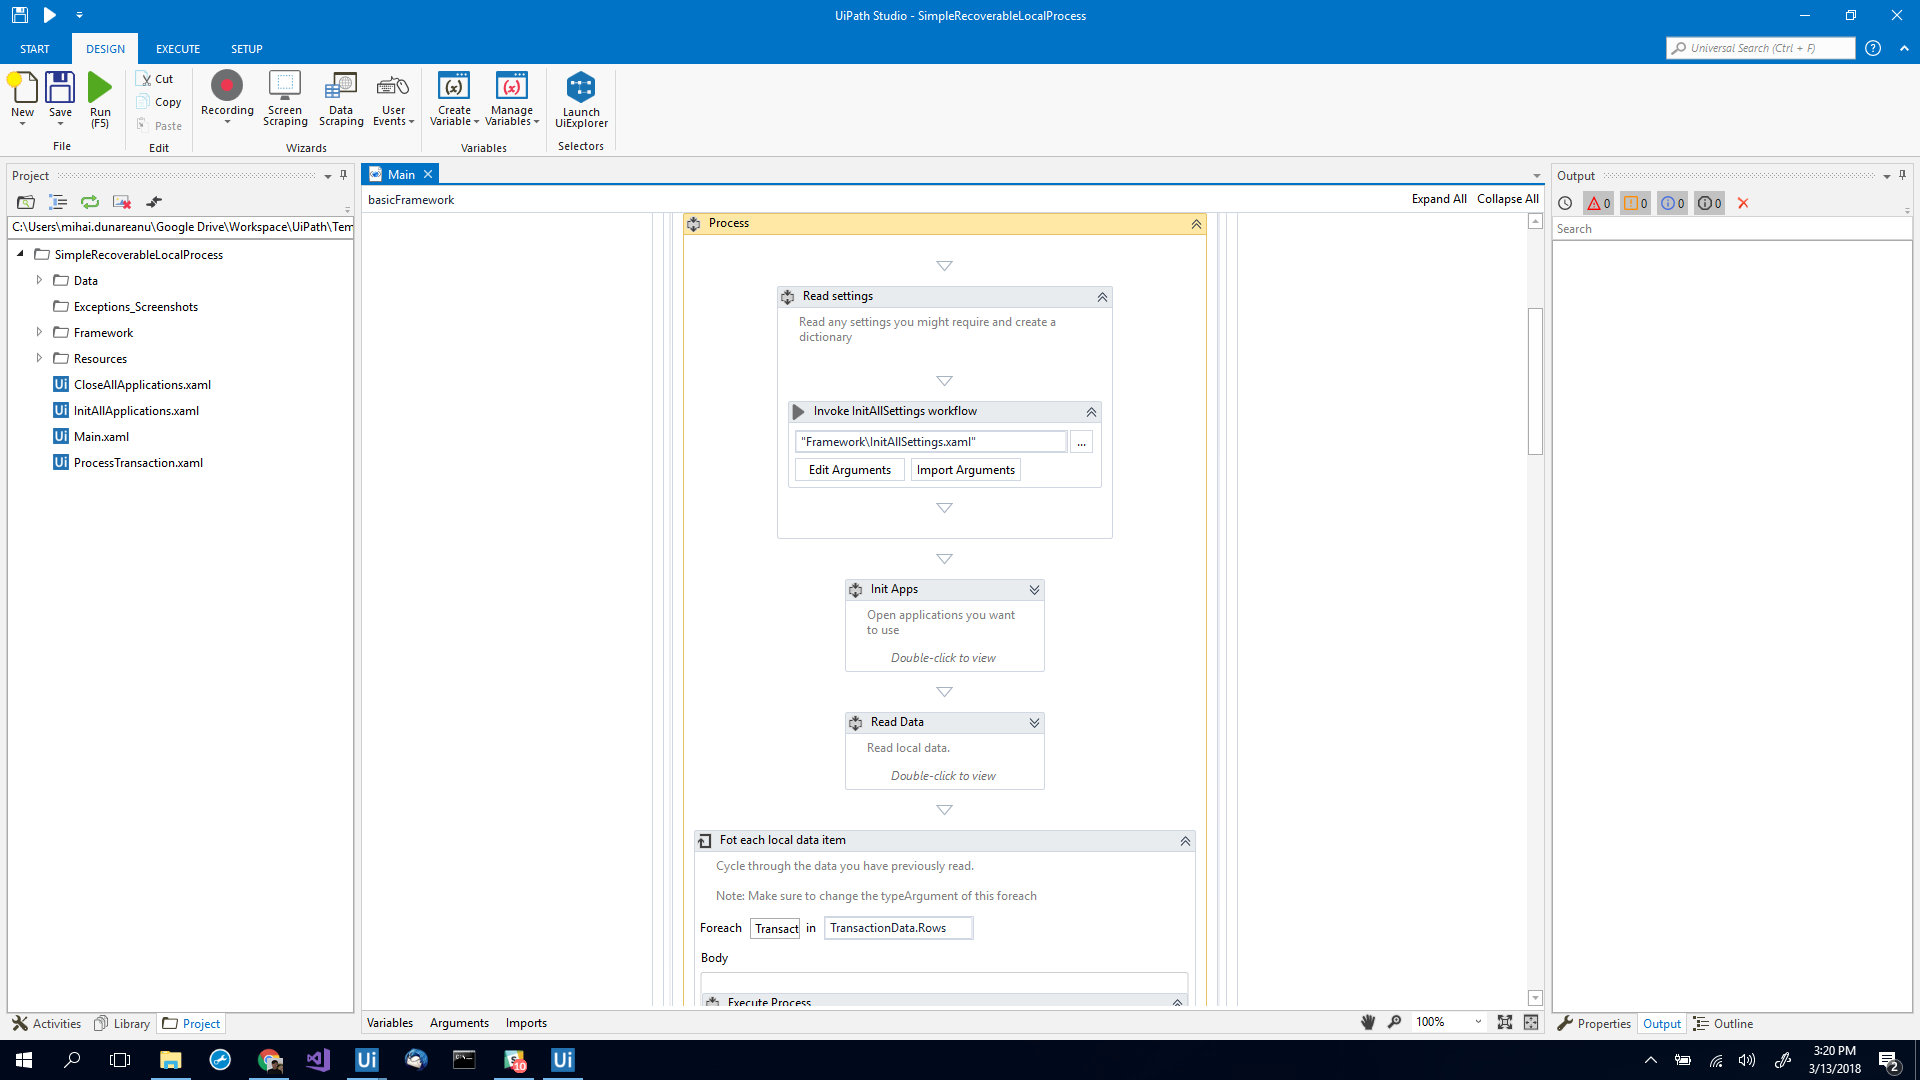 UiPath Studio - SimpleRecoverableLocalProcess
START DESIGN EXECUTE SETUP
Universal Search (Ctrl + F)
New
Save
Run
(F5)
File
Cut
Copy
Paste
Edit
Recording
Screen
Scraping
Data
Scraping
User
Events
Wizards
Create
Variable
Manage
Variables
Variables
Launch
UiExplorer
Selectors
Project
C:\Users\mihai.dunareanu\Google Drive\Workspace\UiPath\Tem
SimpleRecoverableLocalProcess
Data
Exceptions_Screenshots
Framework
Resources
Ui CloseAllApplications.xaml
Ui InitAllApplications.xaml
Ui Main.xaml
Ui ProcessTransaction.xaml
Activities Library Project
Main
basicFramework
Expand All Collapse All
Process
Read settings
Read any settings you might require and create a
dictionary
Invoke InitAllSettings workflow
"Framework\InitAllSettings.xaml"
...
Edit Arguments Import Arguments
Init Apps
Open applications you want
to use
Double-click to view
Read Data
Read local data.
Double-click to view
Fot each local data item
Cycle through the data you have previously read.
Note: Make sure to change the typeArgument of this foreach
Foreach Transact in TransactionData.Rows
Body
Execute Process
Variables Arguments Imports
100%
Output
0 0 0 0
Search
Properties Output Outline
Ui
10
Ui
3:20 PM
3/13/2018
2